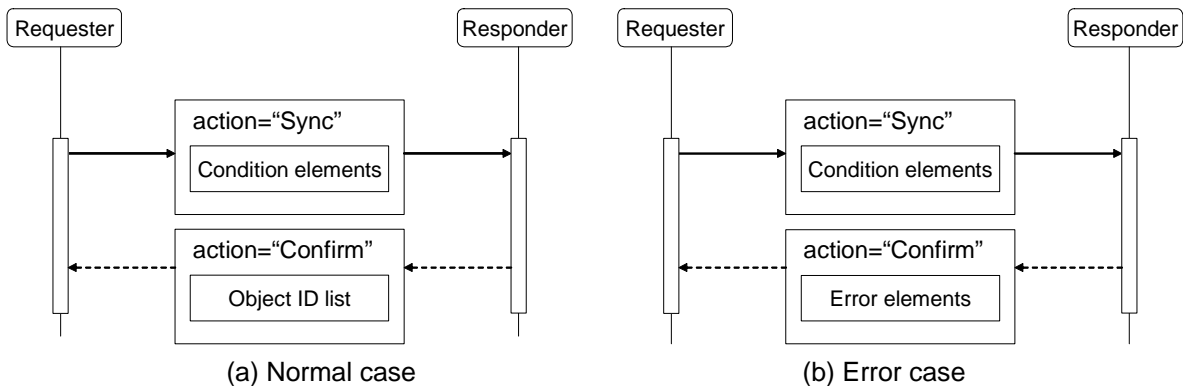 Requester
Responder
action=“Sync”
Condition elements
action=“Confirm”
Object ID list
(a) Normal case
Requester
Responder
action=“Sync”
Condition elements
action=“Confirm”
Error elements
(b) Error case